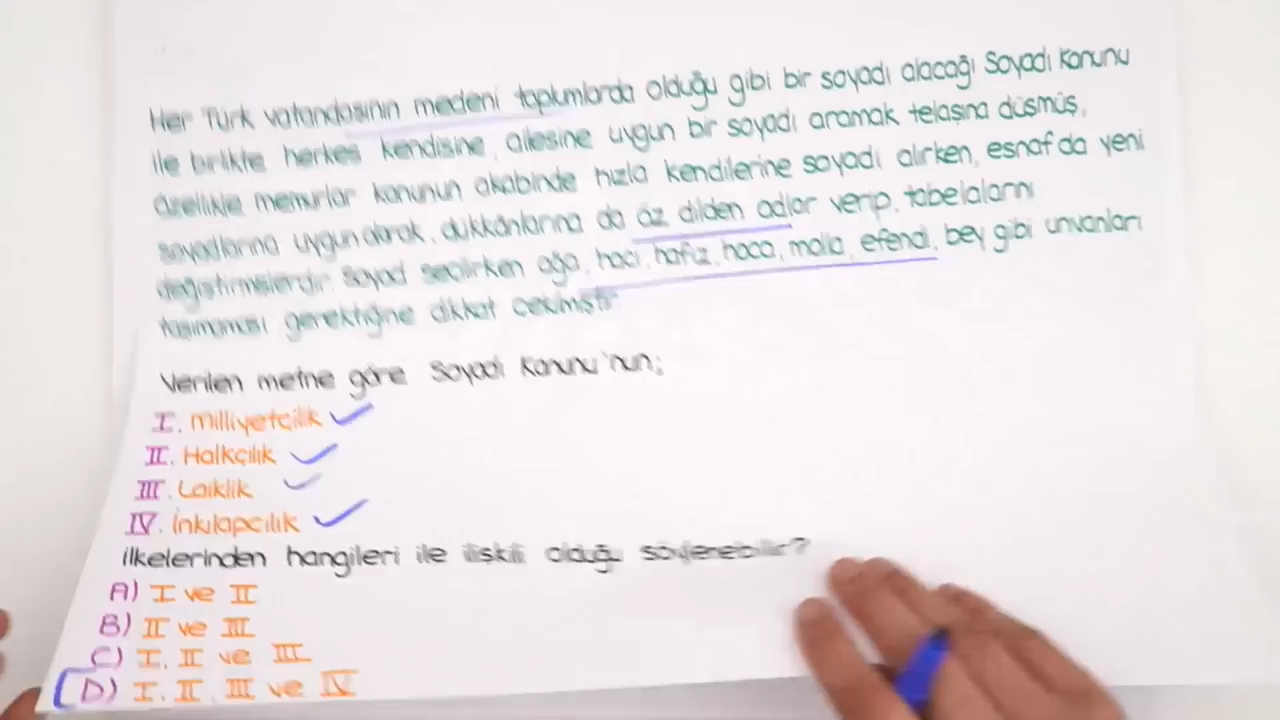 Her Türk vatandaşının medeni toplumlarda olduğu gibi bir soyadı alacağı Soyadı Kanunu
ile birlikte herkes kendisine, ailesine uygun bir soyadı aramak telaşına düşmüş,
özellikle memurlar kanunun akabinde hızla kendilerine soyadı alırken, esnaf da yeni
soyadlarına uygun olarak, dükkânlarına da öz dilden adlar verip, tabelalarını
değiştirmişlerdir. Soyad seçilirken ağa, hacı, hafız, hoca, molla, efendi, bey gibi unvanları
taşımaması gerektiğine dikkat çekilmiştir.
Verilen metne göre Soyadı Kanunu'nun;
I. Milliyetçilik
II. Halkçılık
III. Laiklik
IV. İnkılapçılık
ilkelerinden hangileri ile ilişkili olduğu söylenebilir?
A) I ve II
B) II ve III
C) I, II ve III
D) I, II, III ve IV